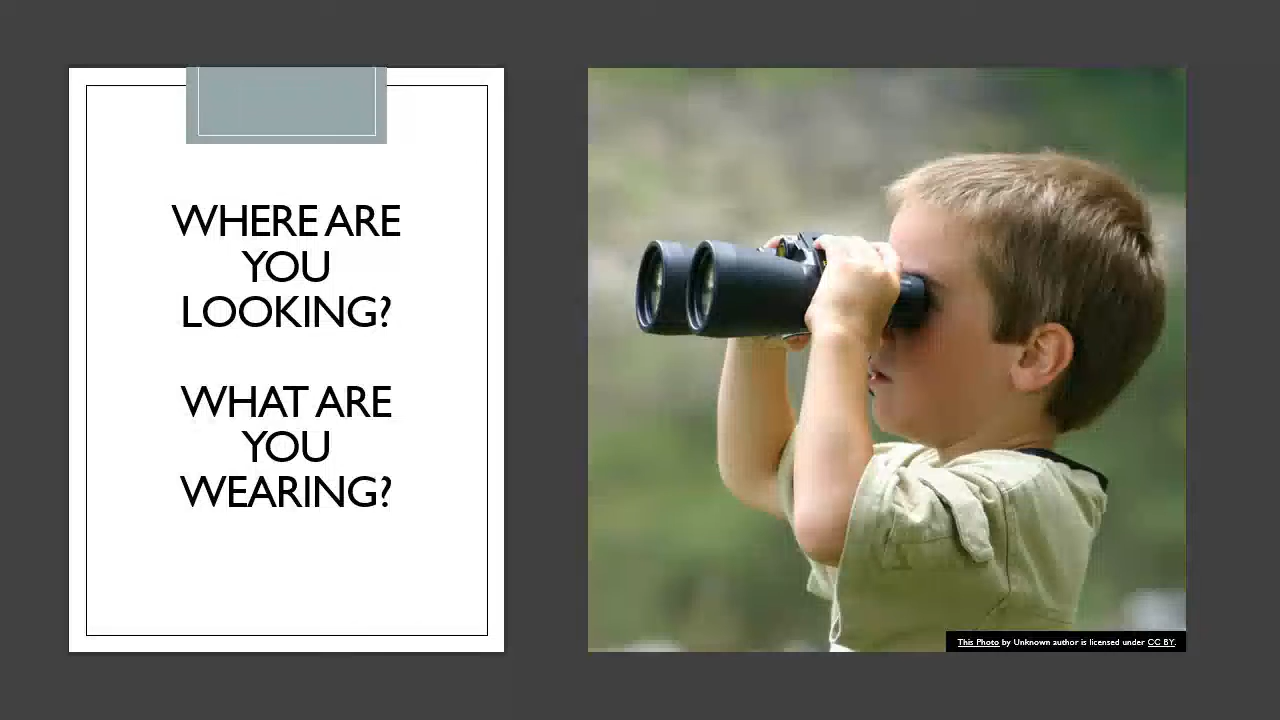 WHERE ARE
YOU
LOOKING?
WHAT ARE
YOU
WEARING?
This Photo by Unknown author is licensed under CC BY.